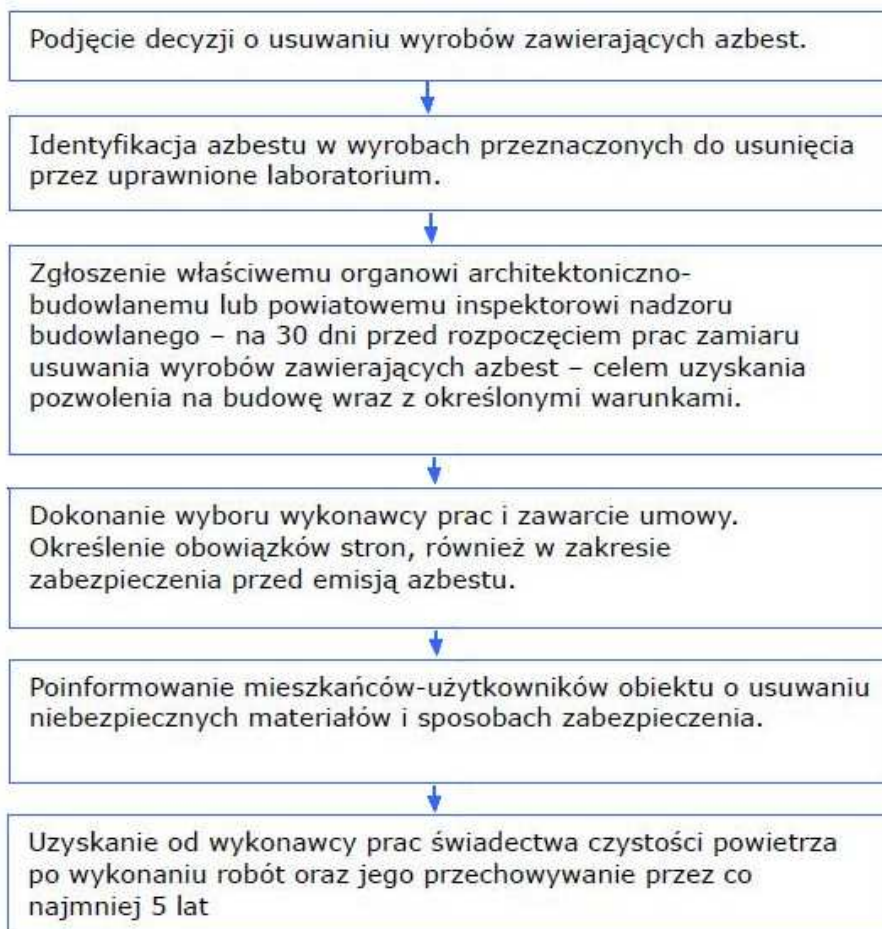 Podjęcie decyzji o usuwaniu wyrobów zawierających azbest.
Identyfikacja azbestu w wyrobach przeznaczonych do usunięcia
przez uprawnione laboratorium.
Zgłoszenie właściwemu organowi architektoniczno-
budowlanemu lub powiatowemu inspektorowi nadzoru
budowlanego – na 30 dni przed rozpoczęciem prac zamiaru
usuwania wyrobów zawierających azbest – celem uzyskania
pozwolenia na budowę wraz z określonymi warunkami.
Dokonanie wyboru wykonawcy prac i zawarcie umowy.
Określenie obowiązków stron, również w zakresie
zabezpieczenia przed emisją azbestu.
Poinformowanie mieszkańców-użytkowników obiektu o usuwaniu
niebezpiecznych materiałów i sposobach zabezpieczenia.
Uzyskanie od wykonawcy prac świadectwa czystości powietrza
po wykonaniu robót oraz jego przechowywanie przez co
najmniej 5 lat